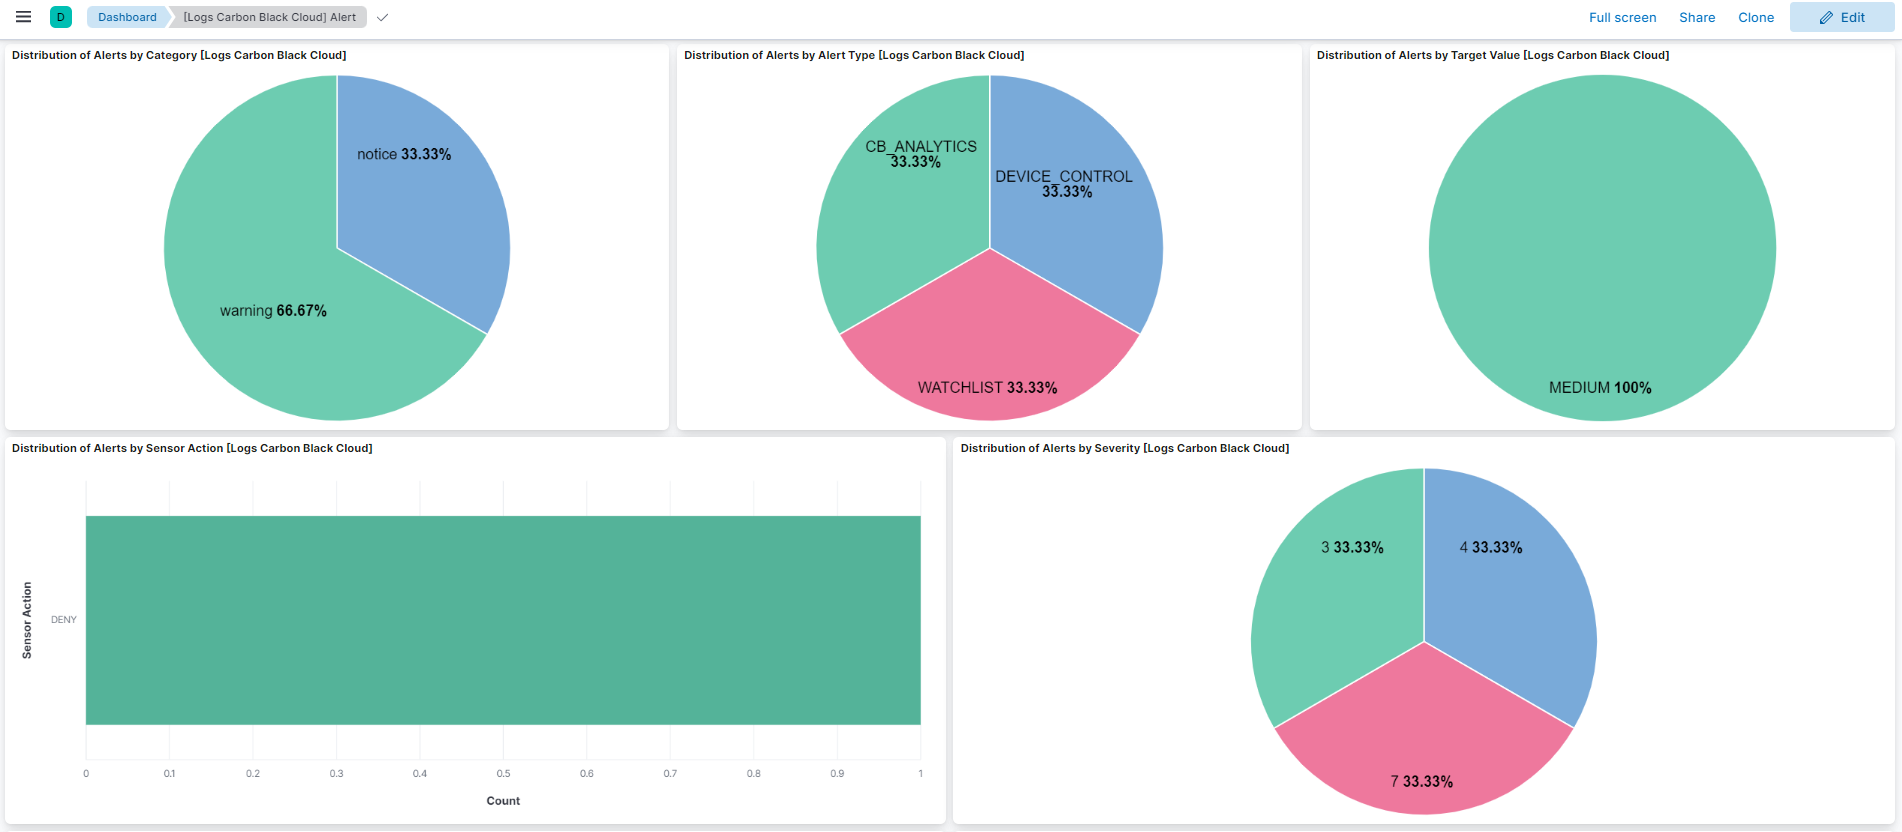 D
Dashboard
[Logs Carbon Black Cloud] Alert
Full screen
Share
Clone
Edit
Distribution of Alerts by Category [Logs Carbon Black Cloud]
notice 33.33%
warning 66.67%
Distribution of Alerts by Alert Type [Logs Carbon Black Cloud]
CB_ANALYTICS
33.33%
DEVICE_CONTROL
33.33%
WATCHLIST 33.33%
Distribution of Alerts by Target Value [Logs Carbon Black Cloud]
MEDIUM 100%
Distribution of Alerts by Sensor Action [Logs Carbon Black Cloud]
Sensor Action
DENY
0 0.1 0.2 0.3 0.4 0.5 0.6 0.7 0.8 0.9 1
Count
Distribution of Alerts by Severity [Logs Carbon Black Cloud]
3 33.33%
4 33.33%
7 33.33%